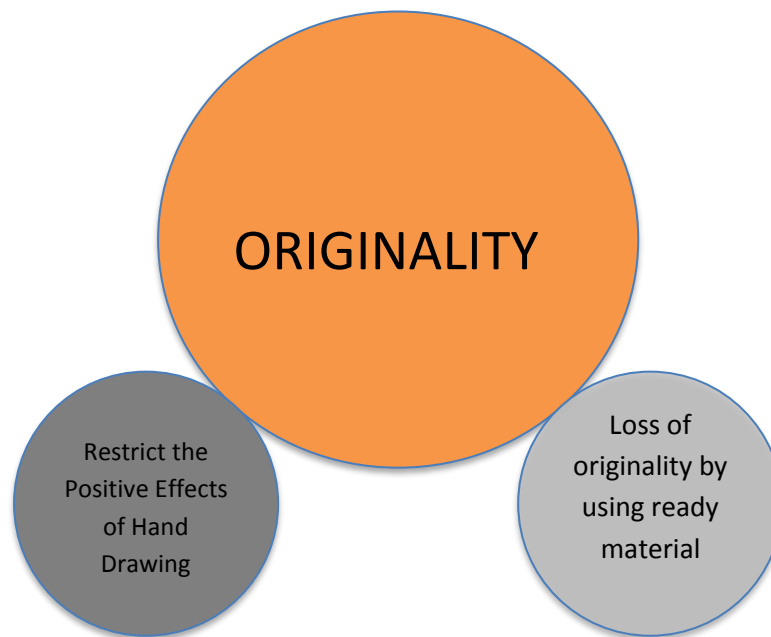 ORIGINALITY
Restrict the
Positive Effects
of Hand
Drawing
Loss of
originality by
using ready
material